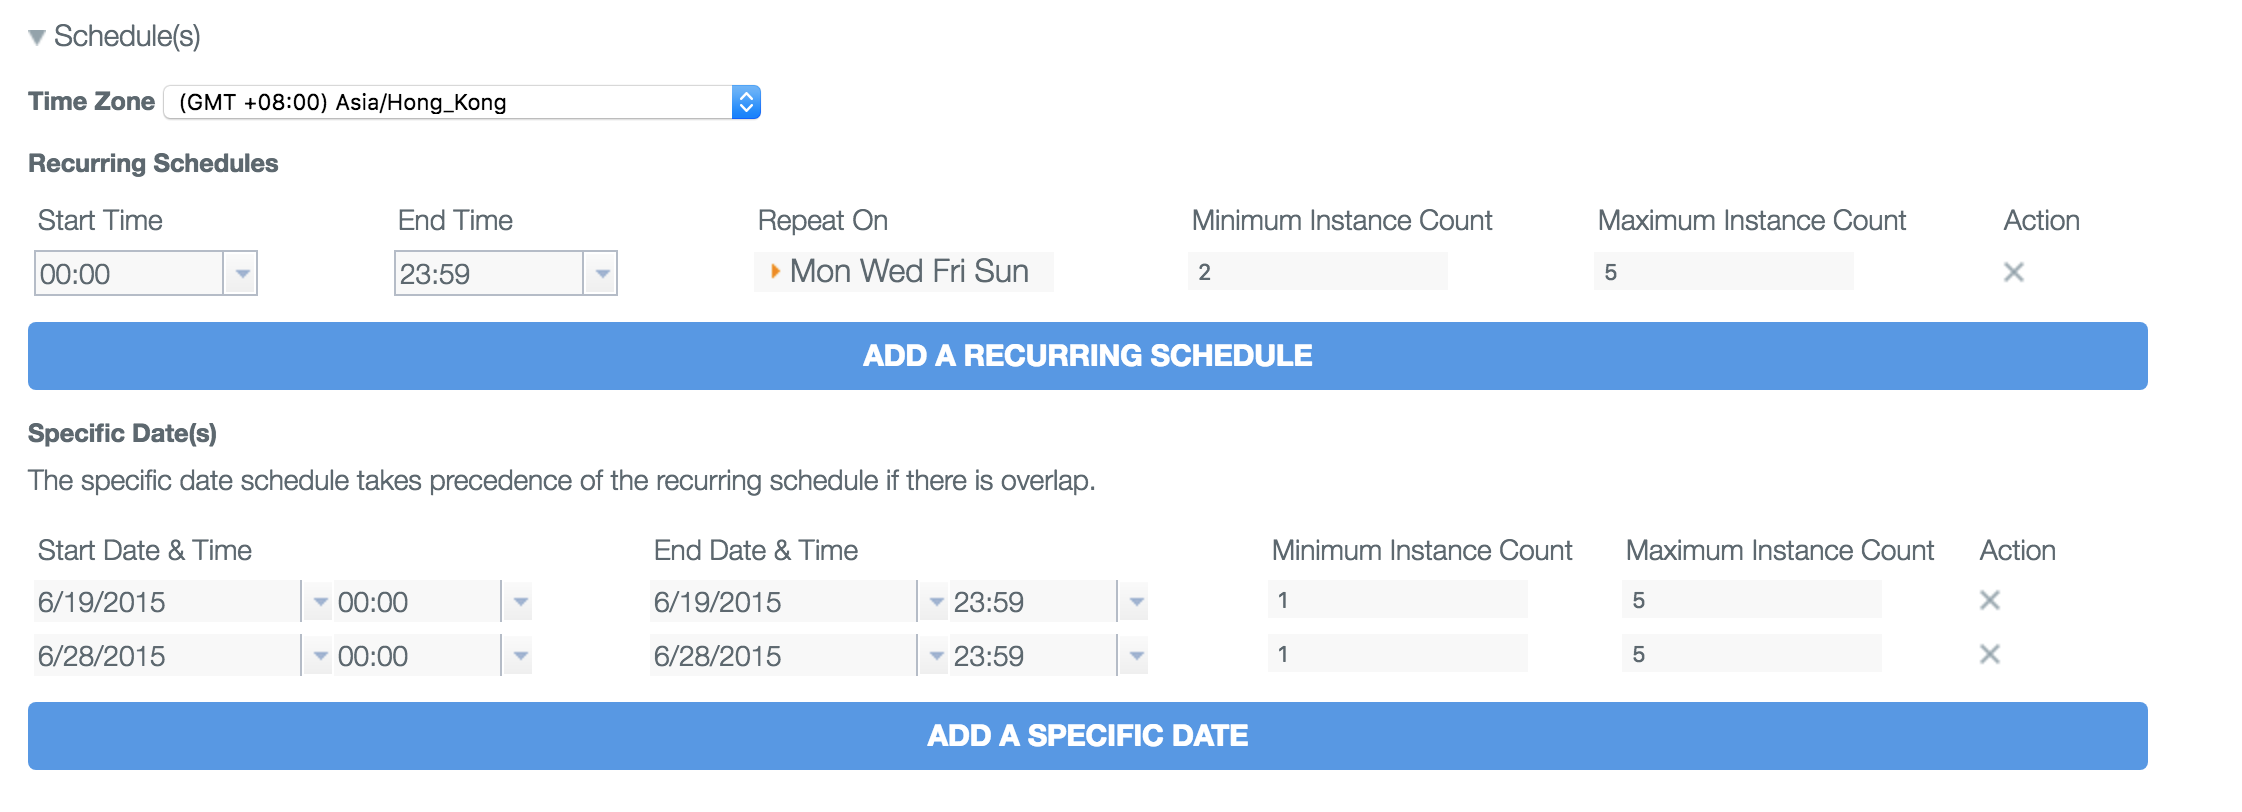 Schedule(s)
Time Zone (GMT +08:00) Asia/Hong_Kong
Recurring Schedules
Start Time End Time Repeat On Minimum Instance Count Maximum Instance Count Action
00:00 23:59 Mon Wed Fri Sun 2 5
ADD A RECURRING SCHEDULE
Specific Date(s)
The specific date schedule takes precedence of the recurring schedule if there is overlap.
Start Date & Time End Date & Time Minimum Instance Count Maximum Instance Count Action
6/19/2015 00:00 6/19/2015 23:59 1 5
6/28/2015 00:00 6/28/2015 23:59 1 5
ADD A SPECIFIC DATE